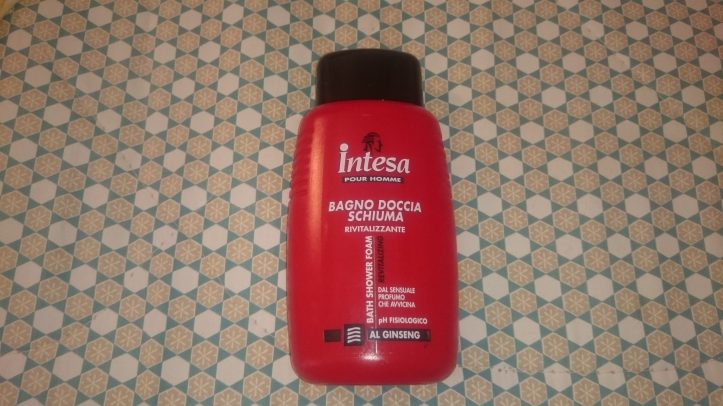 intesa
POUR HOMME
BAGNO DOCCIA
SCHIUMA
RIVITALIZZANTE
BATH SHOWER FOAM
REVITALIZING
DAL SENSUALE
PROFUMO
CHE AVVICINA
pH FISIOLOGICO
AL GINSENG